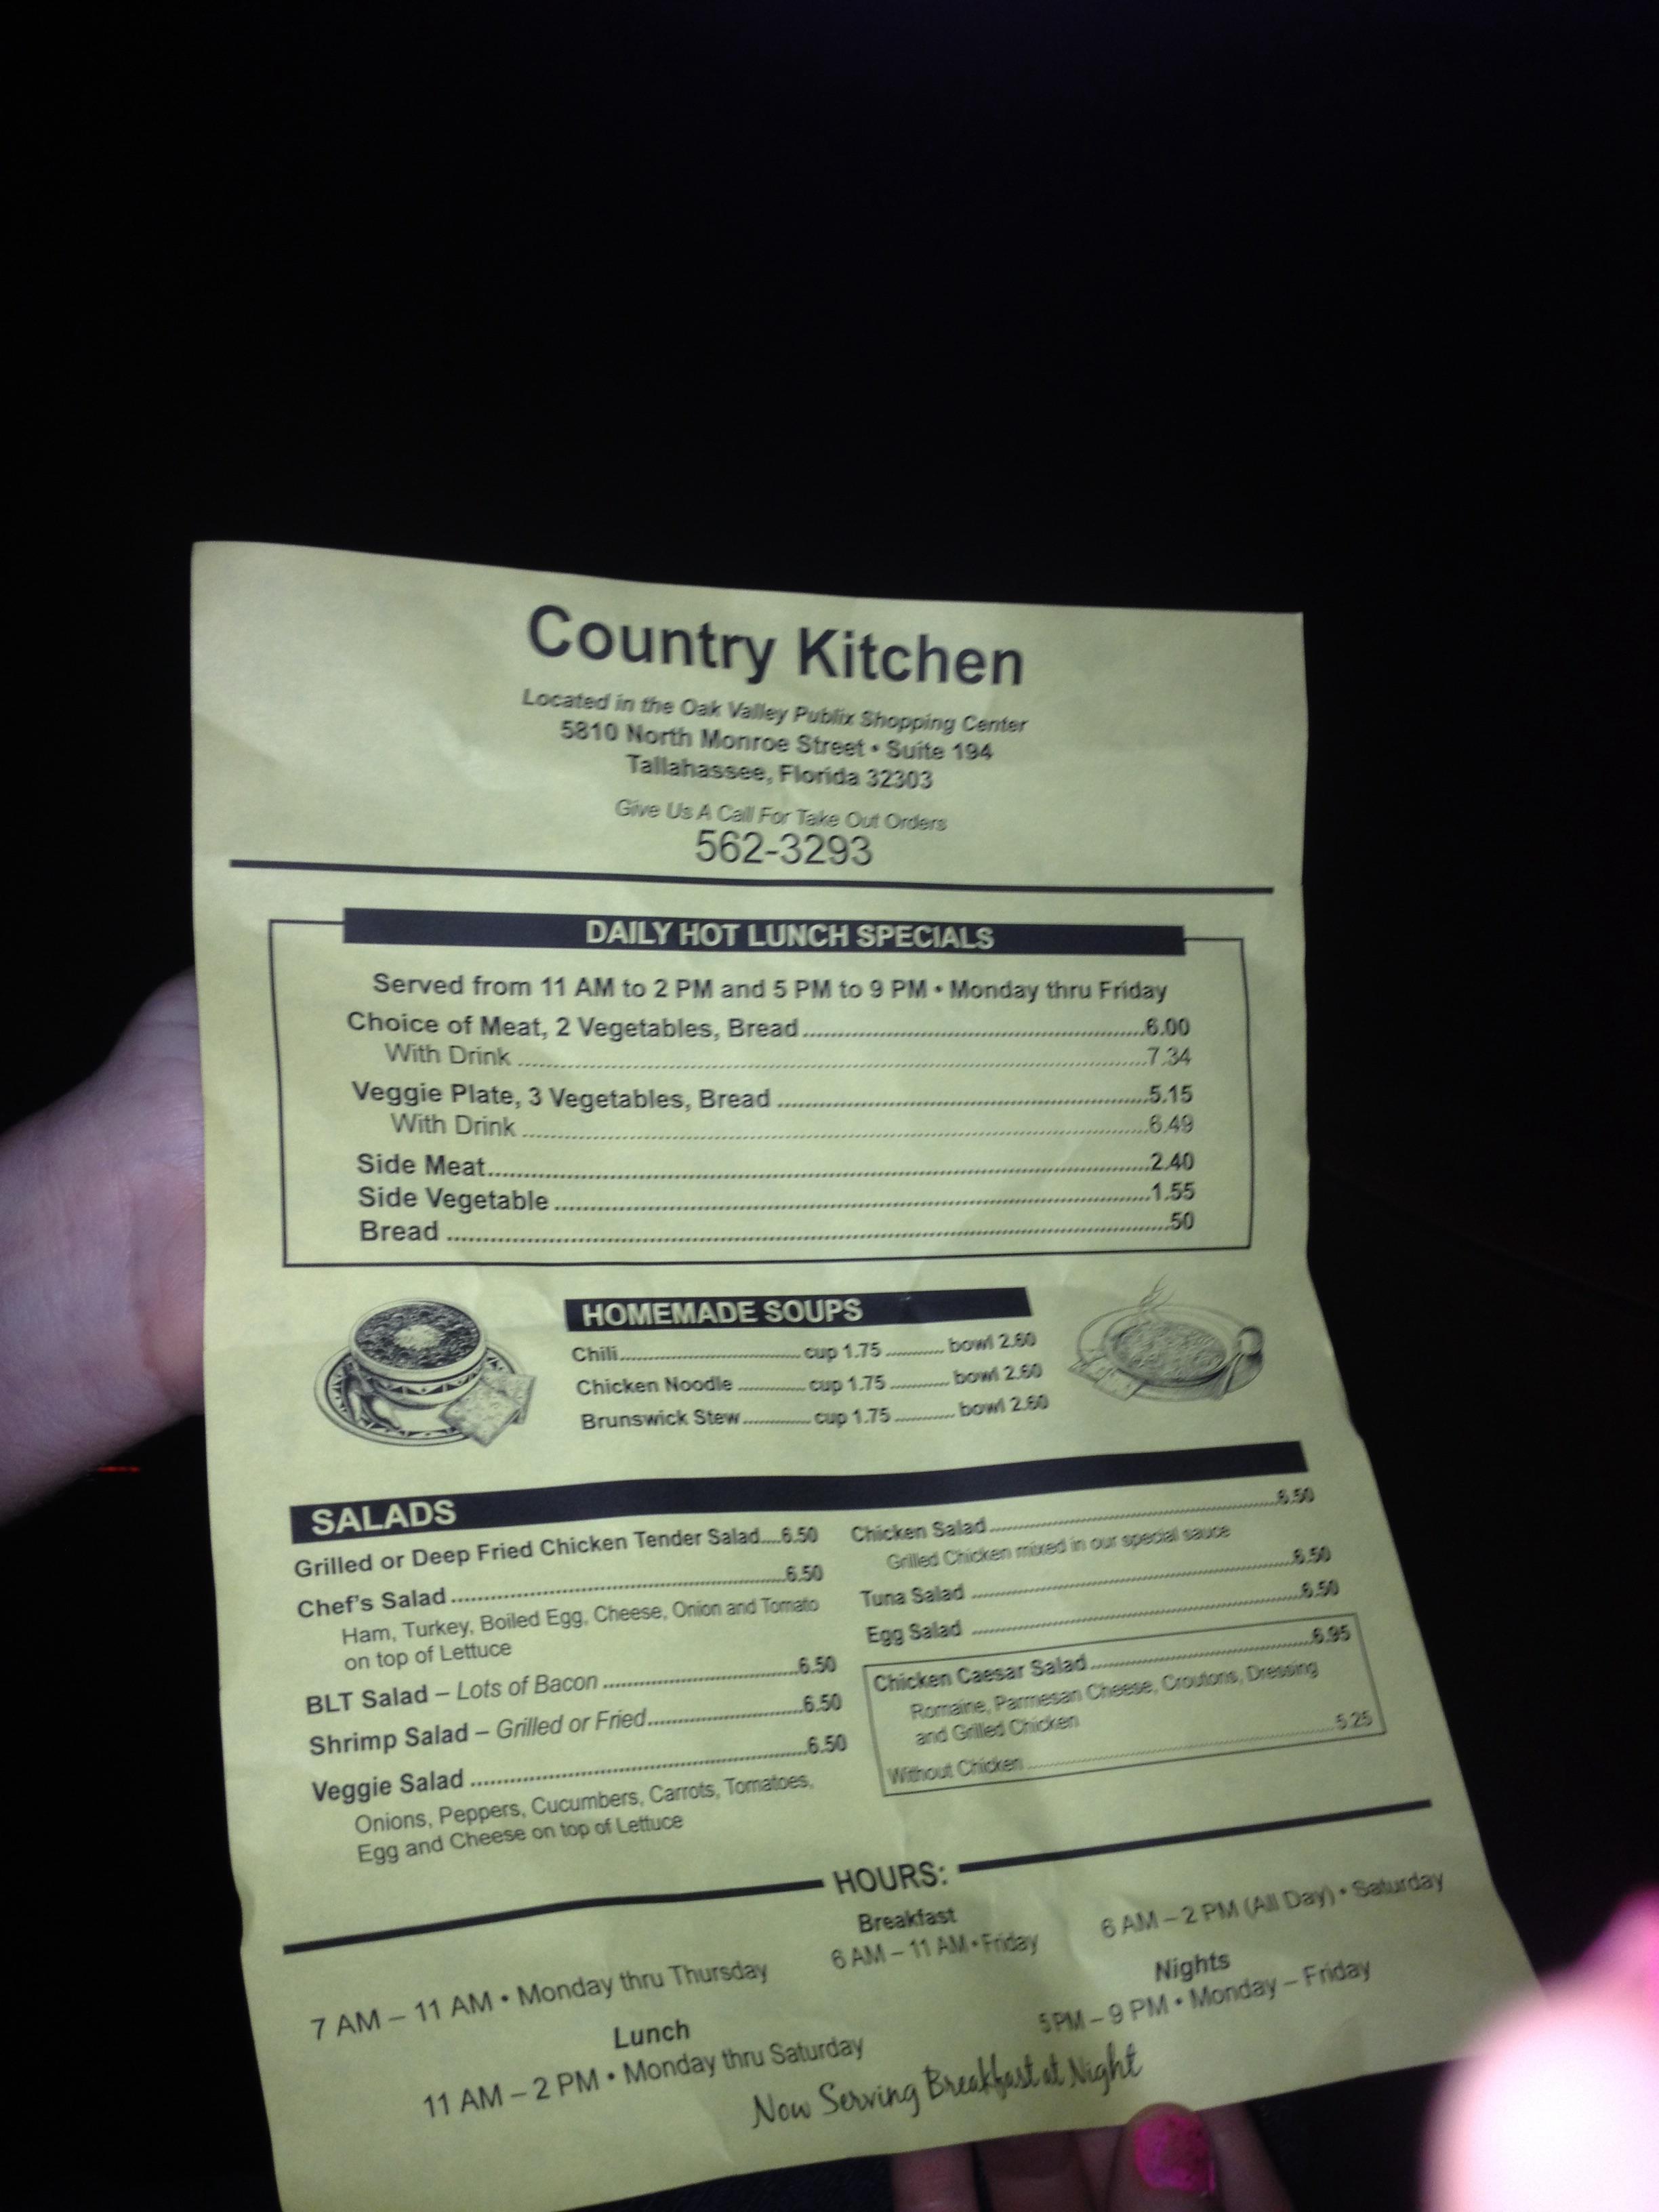 Country Kitchen
Located in the Oak Valley Publix Shopping Center
5810 North Monroe Street • Suite 194
Tallahassee, Florida 32303
Give Us A Call For Take Out Orders
562-3293
DAILY HOT LUNCH SPECIALS
Served from 11 AM to 2 PM and 5 PM to 9 PM • Monday thru Friday
Choice of Meat, 2 Vegetables, Bread 6.00
With Drink 7.34
Veggie Plate, 3 Vegetables, Bread 5.15
With Drink 6.49
Side Meat 2.40
Side Vegetable 1.55
Bread .50
HOMEMADE SOUPS
Chili cup 1.75 bowl 2.60
Chicken Noodle cup 1.75 bowl 2.60
Brunswick Stew cup 1.75 bowl 2.60
SALADS
Grilled or Deep Fried Chicken Tender Salad 6.50
Chef's Salad 6.50
Ham, Turkey, Boiled Egg, Cheese, Onion and Tomato
on top of Lettuce
BLT Salad – Lots of Bacon 6.50
Shrimp Salad – Grilled or Fried 6.50
Veggie Salad 6.50
Onions, Peppers, Cucumbers, Carrots, Tomatoes,
Egg and Cheese on top of Lettuce
Chicken Salad 6.50
Grilled Chicken mixed in our special sauce
Tuna Salad 6.50
Egg Salad 6.50
Chicken Caesar Salad 6.95
Romaine, Parmesan Cheese, Croutons, Dressing
and Grilled Chicken
Without Chicken 5.25
HOURS:
Breakfast
7 AM – 11 AM • Monday thru Thursday
6 AM – 11 AM • Friday
6 AM – 2 PM (All Day) • Saturday
Lunch
11 AM – 2 PM • Monday thru Saturday
Nights
5 PM – 9 PM • Monday – Friday
Now Serving Breakfast at Night